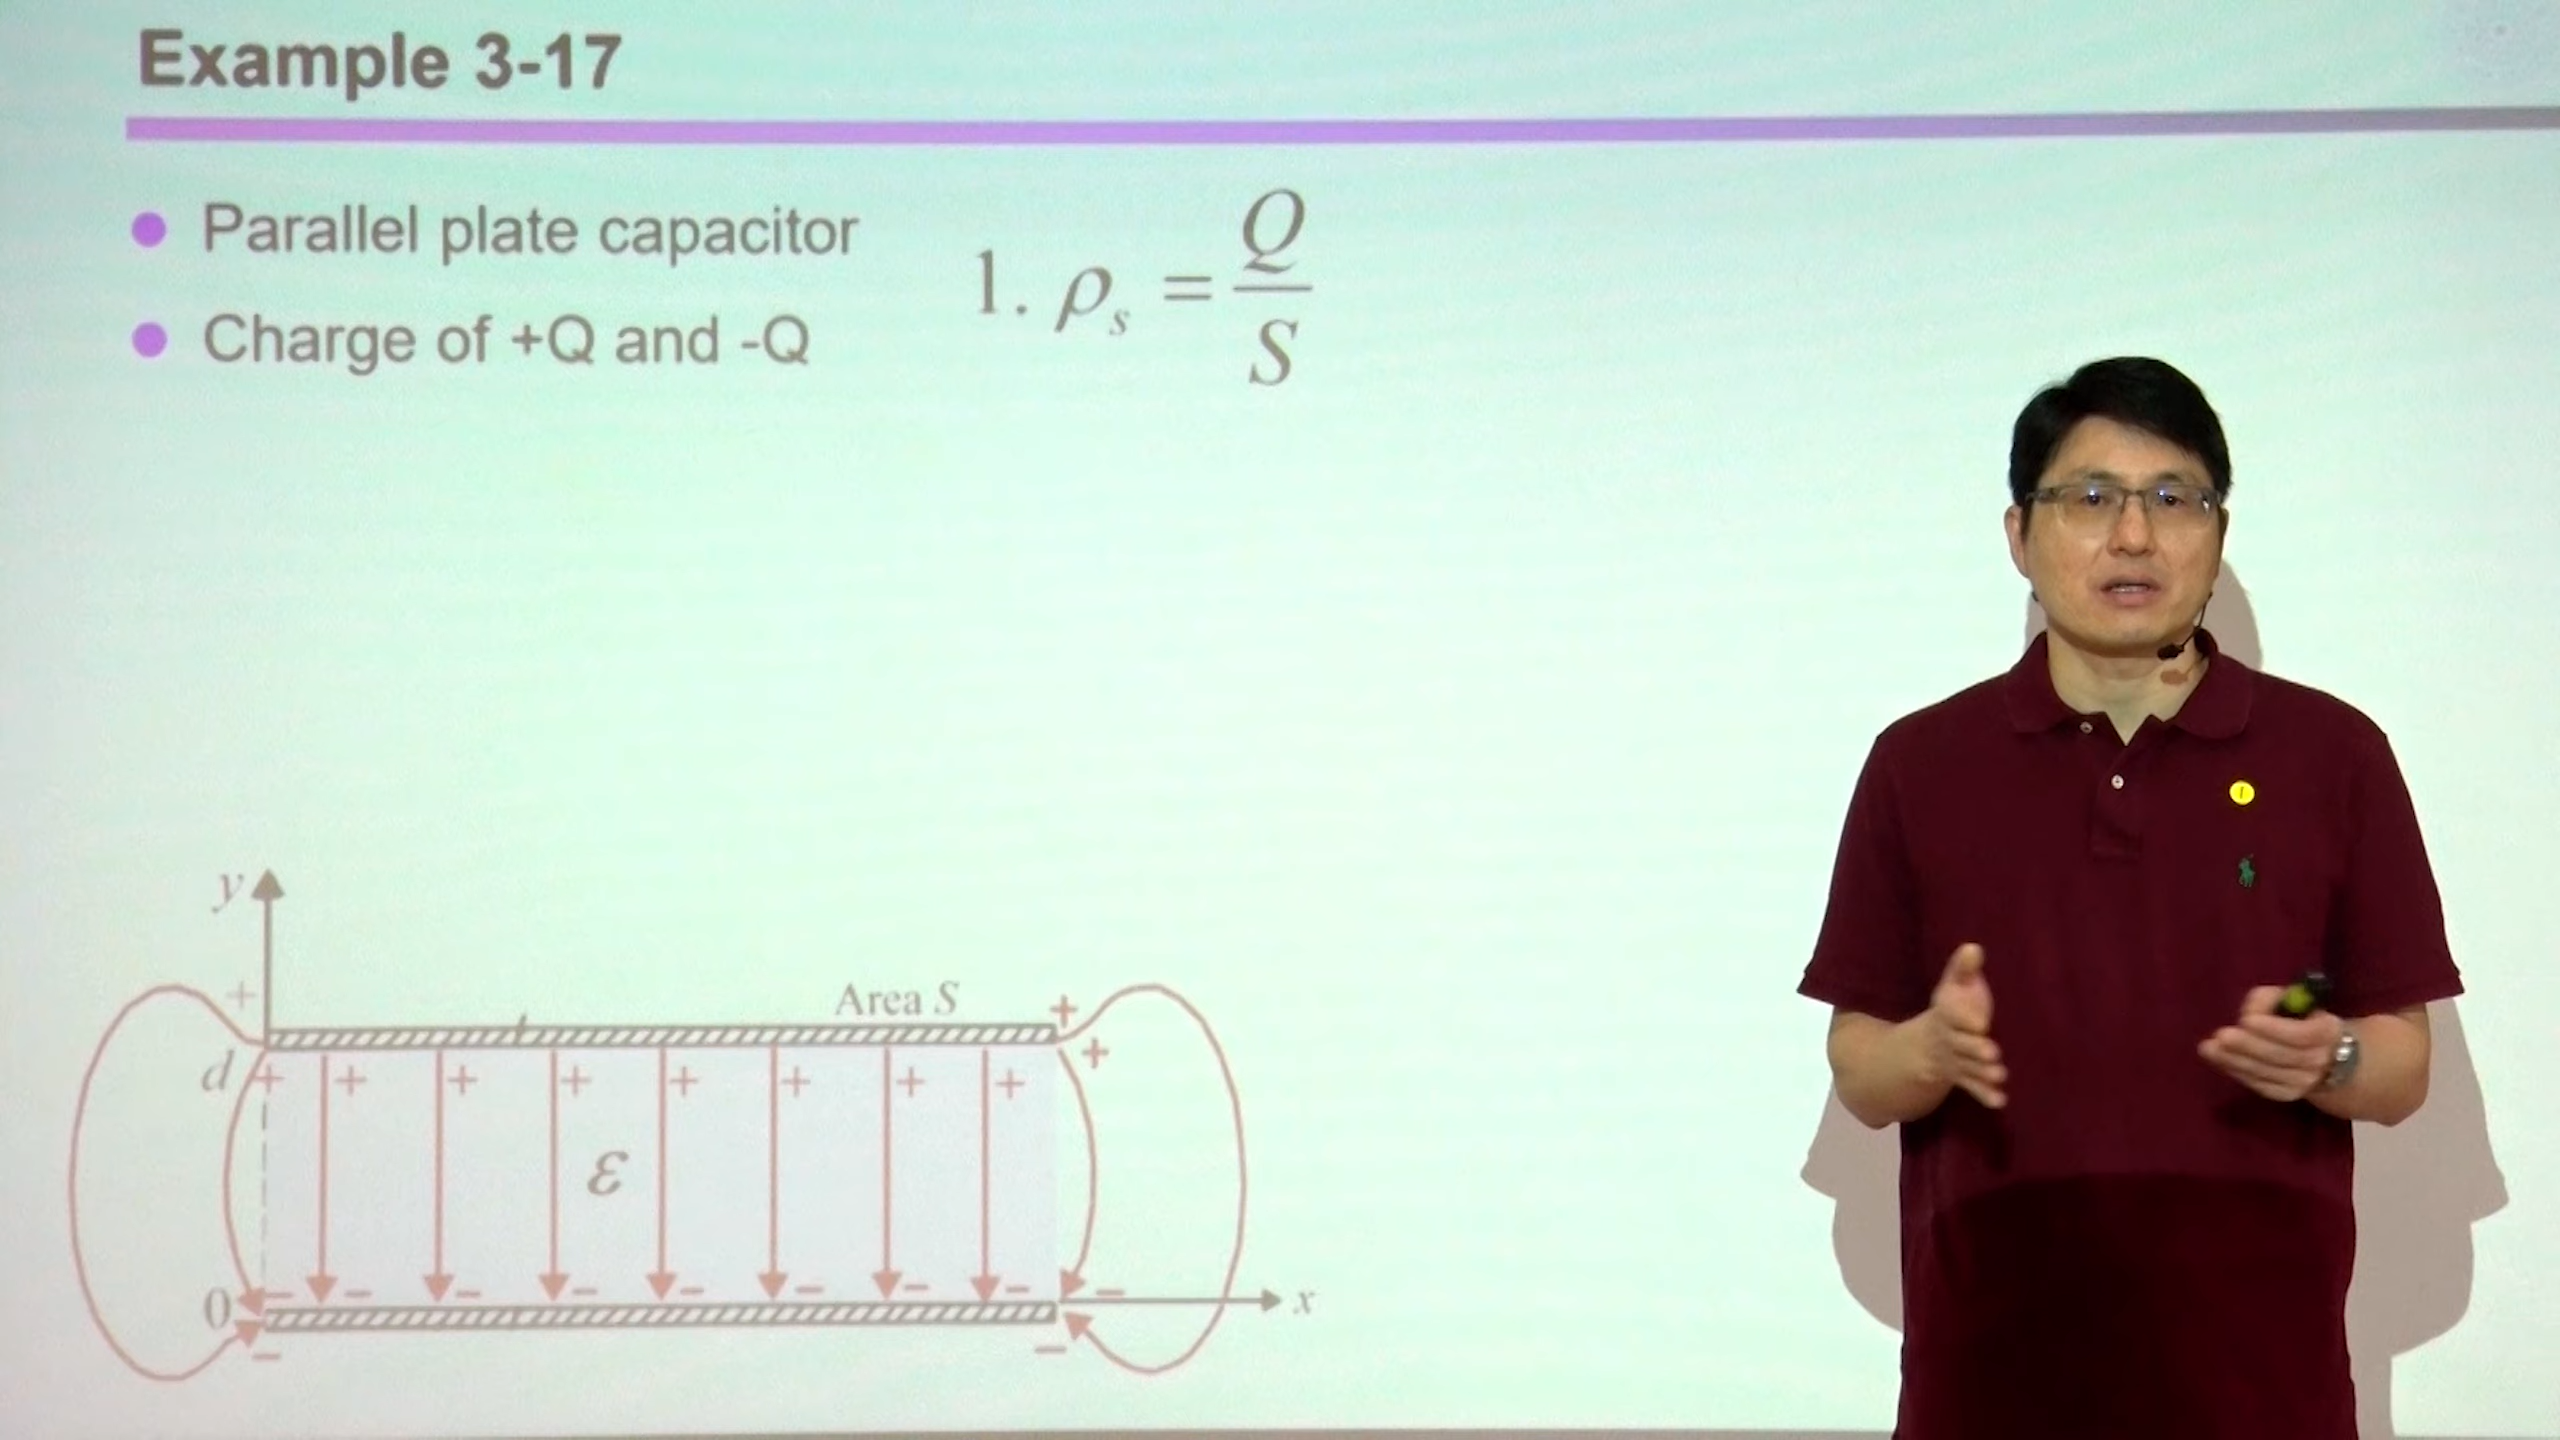 Example 3-17
Parallel plate capacitor
Charge of +Q and -Q
1. ρₛ = Q/S
y
Area S
+
+
+
d + + + + + + + +
ε
0 − − − − − − − − − x
−
−